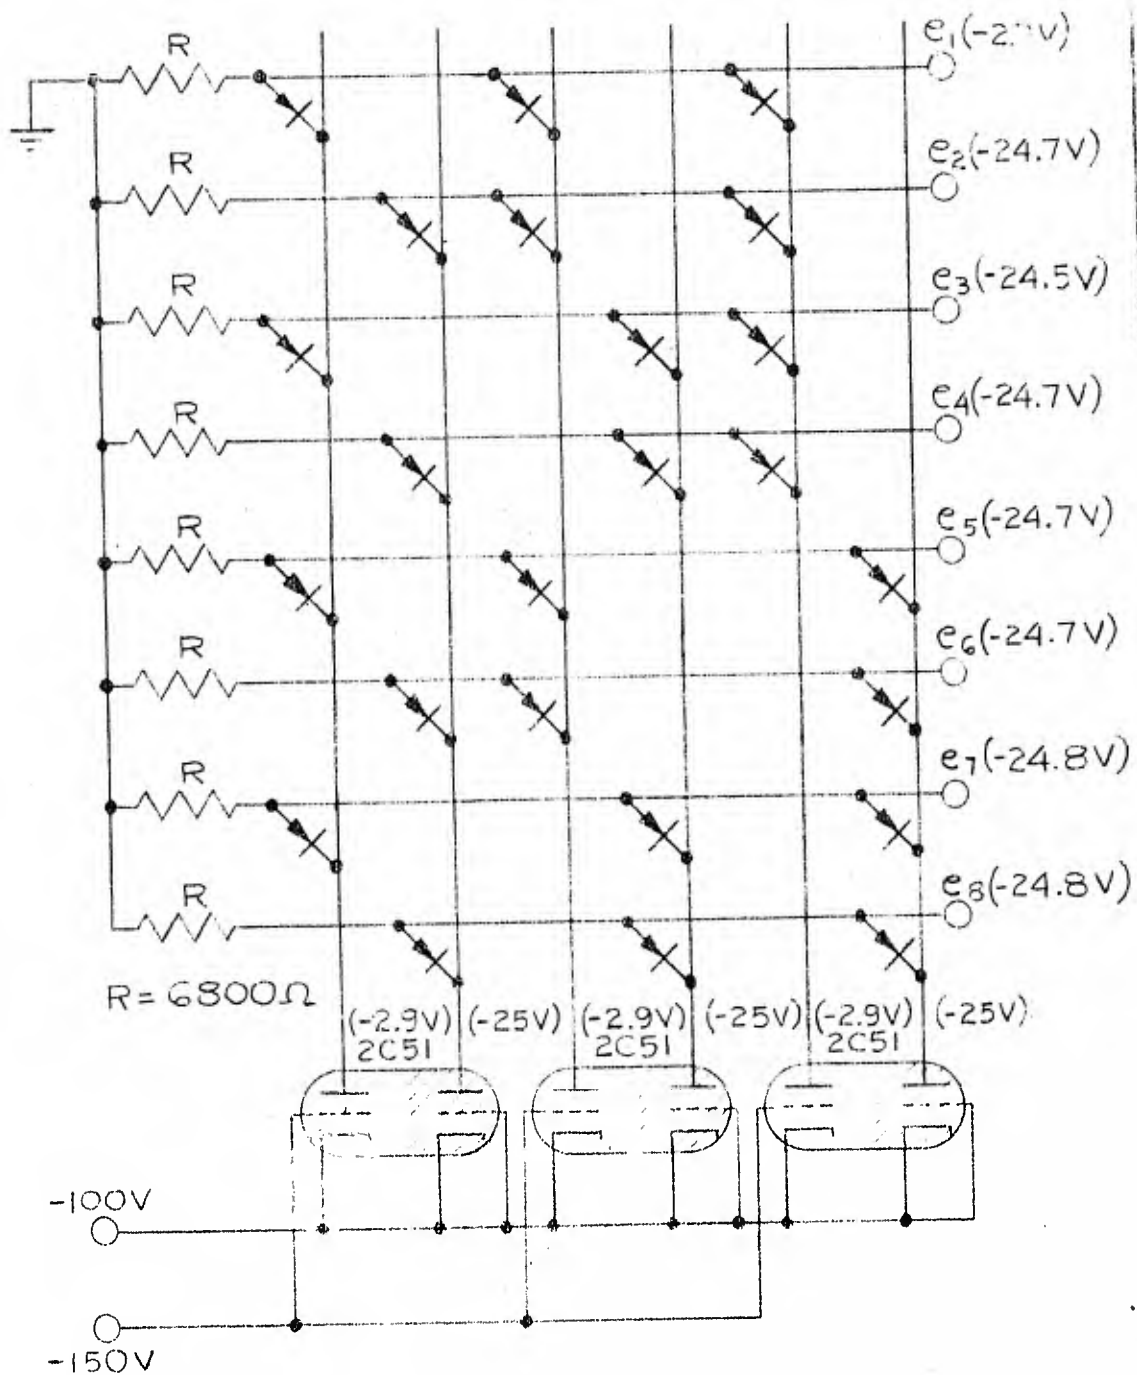 R
e₁(-2. V)
R
e₂(-24.7V)
R
e₃(-24.5V)
R
e₄(-24.7V)
R
e₅(-24.7V)
R
e₆(-24.7V)
R
e₇(-24.8V)
R
e₈(-24.8V)
R = 6800Ω
(-2.9V) (-25V) (-2.9V) (-25V) (-2.9V) (-25V)
2C51 2C51 2C51
-100V
-150V